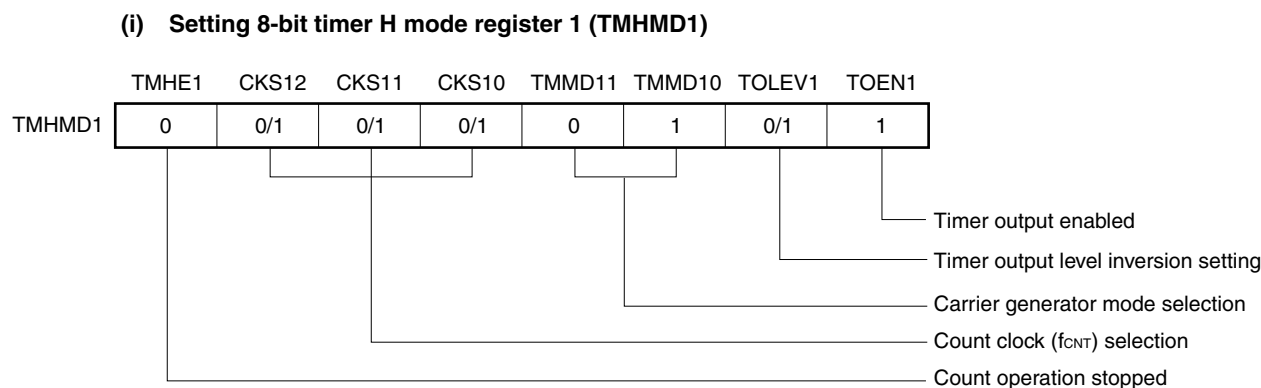 (i) Setting 8-bit timer H mode register 1 (TMHMD1)
TMHE1 CKS12 CKS11 CKS10 TMMD11 TMMD10 TOLEV1 TOEN1
TMHMD1 0 0/1 0/1 0/1 0 1 0/1 1
Timer output enabled
Timer output level inversion setting
Carrier generator mode selection
Count clock (fCNT) selection
Count operation stopped